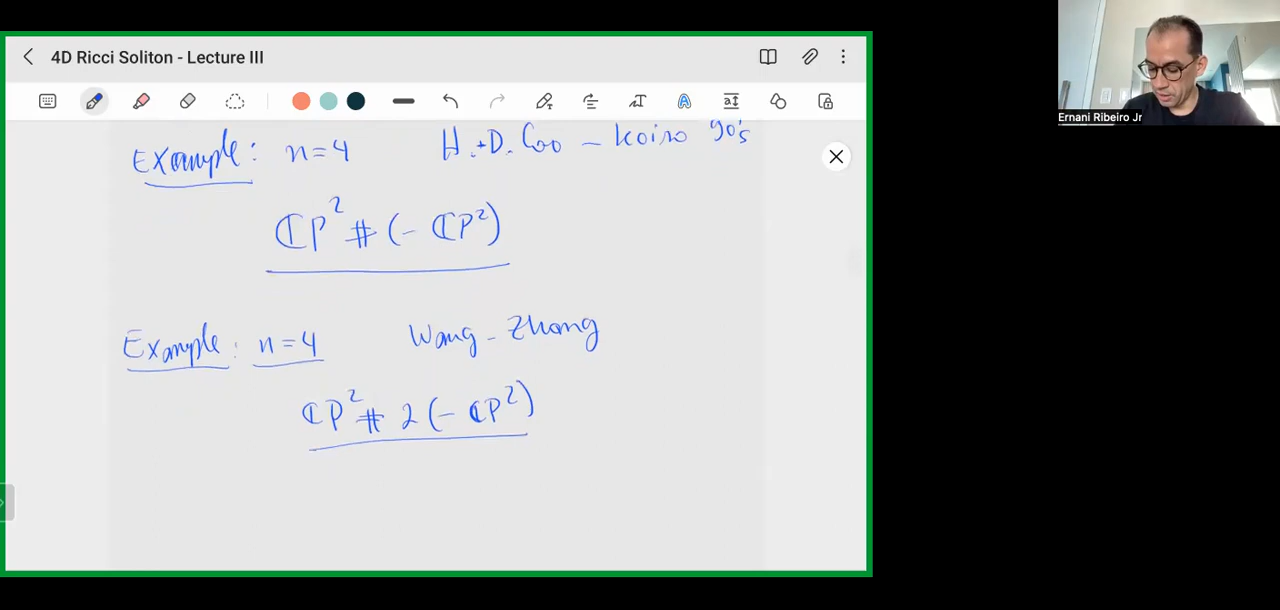 4D Ricci Soliton - Lecture III
Ernani Ribeiro Jr
Example: n=4 H.-D. Cao - Koiso 90's
ℂP² # (- ℂP²)
Example: n=4 Wang - Zhang
ℂP² # 2 (- ℂP²)